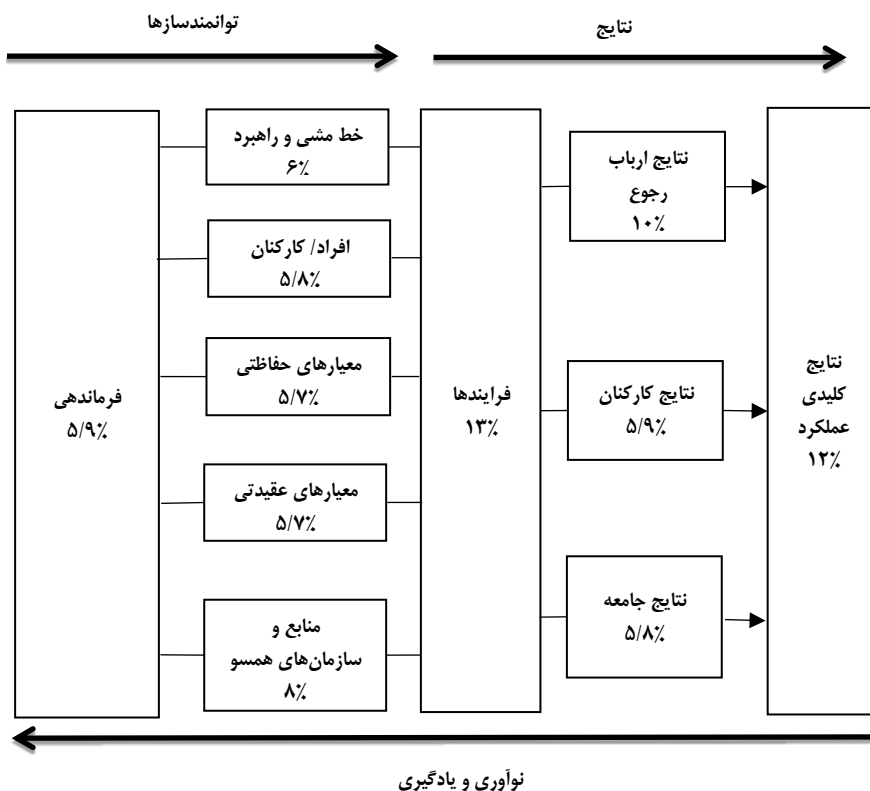 توانمندسازها
نتایج
فرماندهی
۵/۹٪
خط مشی و راهبرد
۶٪
افراد/ کارکنان
۵/۸٪
معیارهای حفاظتی
۵/۷٪
معیارهای عقیدتی
۵/۷٪
منابع و
سازمان‌های همسو
۸٪
فرایندها
۱۳٪
نتایج ارباب
رجوع
۱۰٪
نتایج کارکنان
۵/۹٪
نتایج جامعه
۵/۸٪
نتایج
کلیدی
عملکرد
۱۲٪
نوآوری و یادگیری